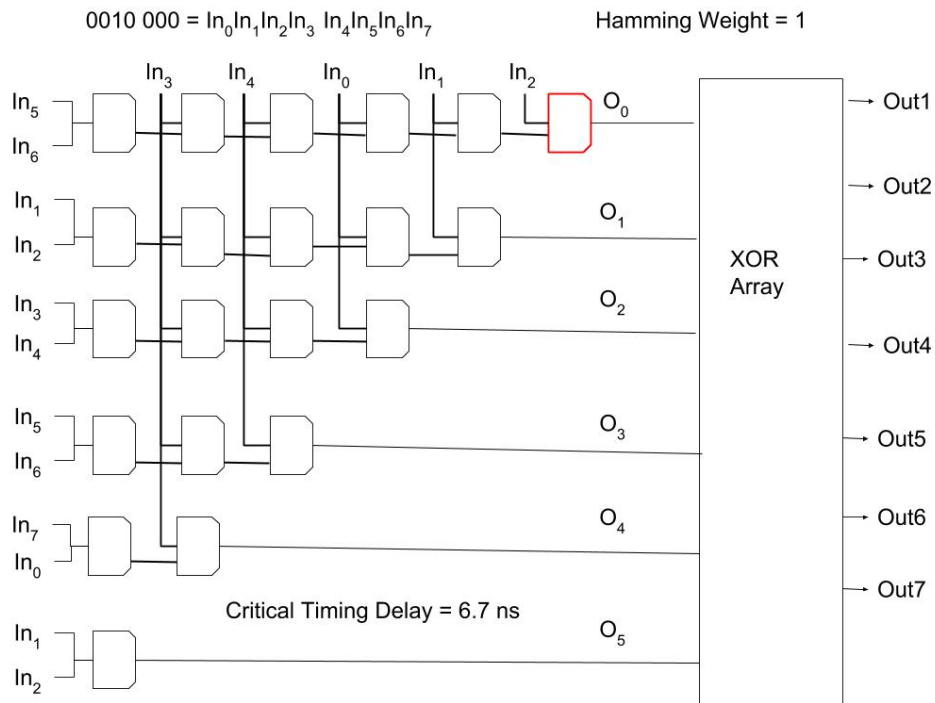 0010 000 = In₀In₁In₂In₃ In₄In₅In₆In₇
Hamming Weight = 1
In₃ In₄ In₀ In₁ In₂
In₅
In₆
O₀
Out1
In₁
In₂
O₁
Out2
XOR
Array
Out3
In₃
In₄
O₂
Out4
In₅
In₆
O₃
Out5
In₇
In₀
O₄
Out6
Critical Timing Delay = 6.7 ns
Out7
In₁
In₂
O₅